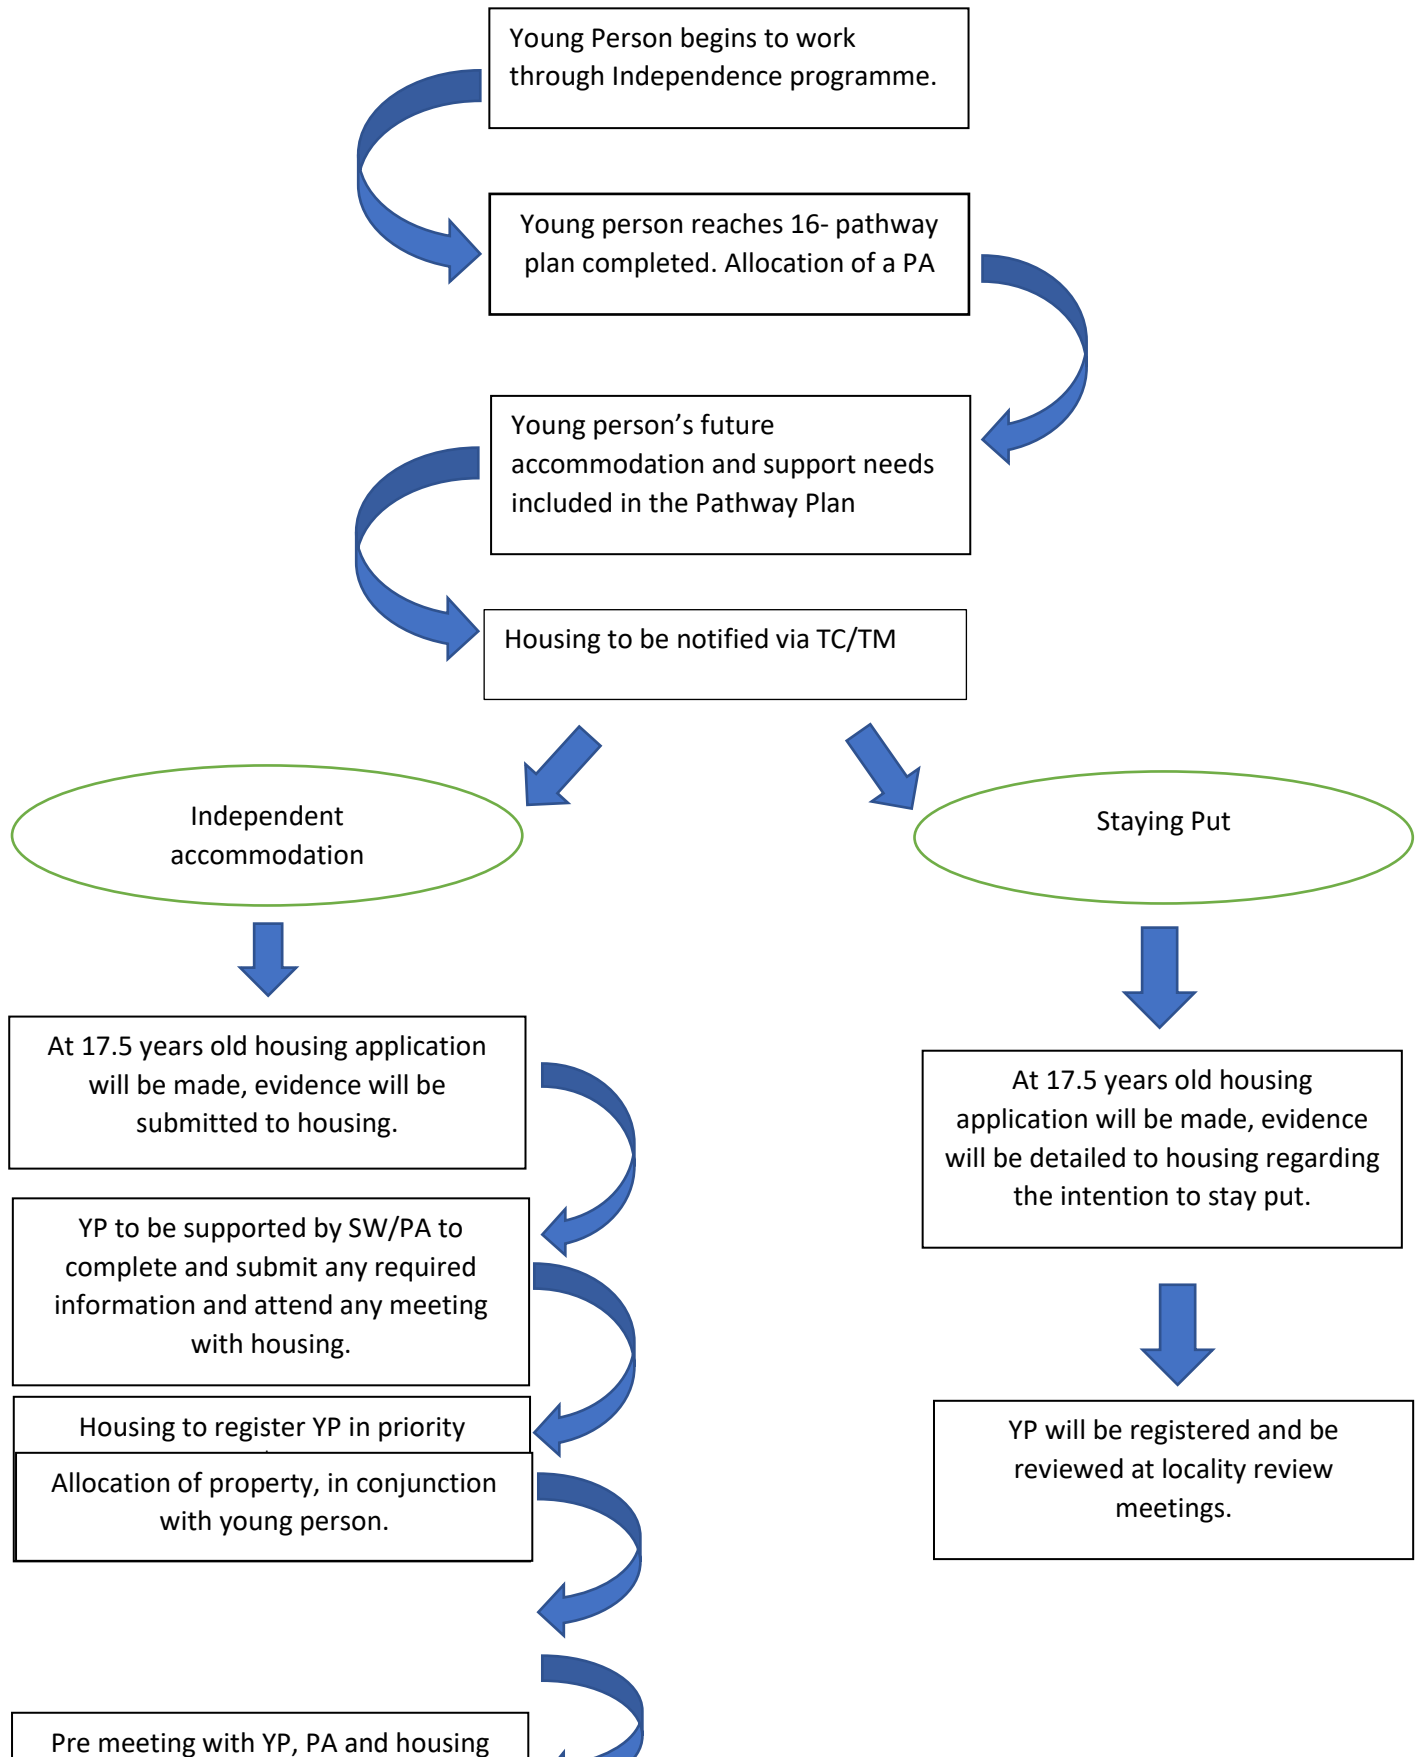 Young Person begins to work
through Independence programme.
Young person reaches 16- pathway
plan completed. Allocation of a PA
Young person’s future
accommodation and support needs
included in the Pathway Plan
Housing to be notified via TC/TM
Independent
accommodation
Staying Put
At 17.5 years old housing application
will be made, evidence will be
submitted to housing.
YP to be supported by SW/PA to
complete and submit any required
information and attend any meeting
with housing.
Housing to register YP in priority
Allocation of property, in conjunction
with young person.
Pre meeting with YP, PA and housing
At 17.5 years old housing
application will be made, evidence
will be detailed to housing regarding
the intention to stay put.
YP will be registered and be
reviewed at locality review
meetings.